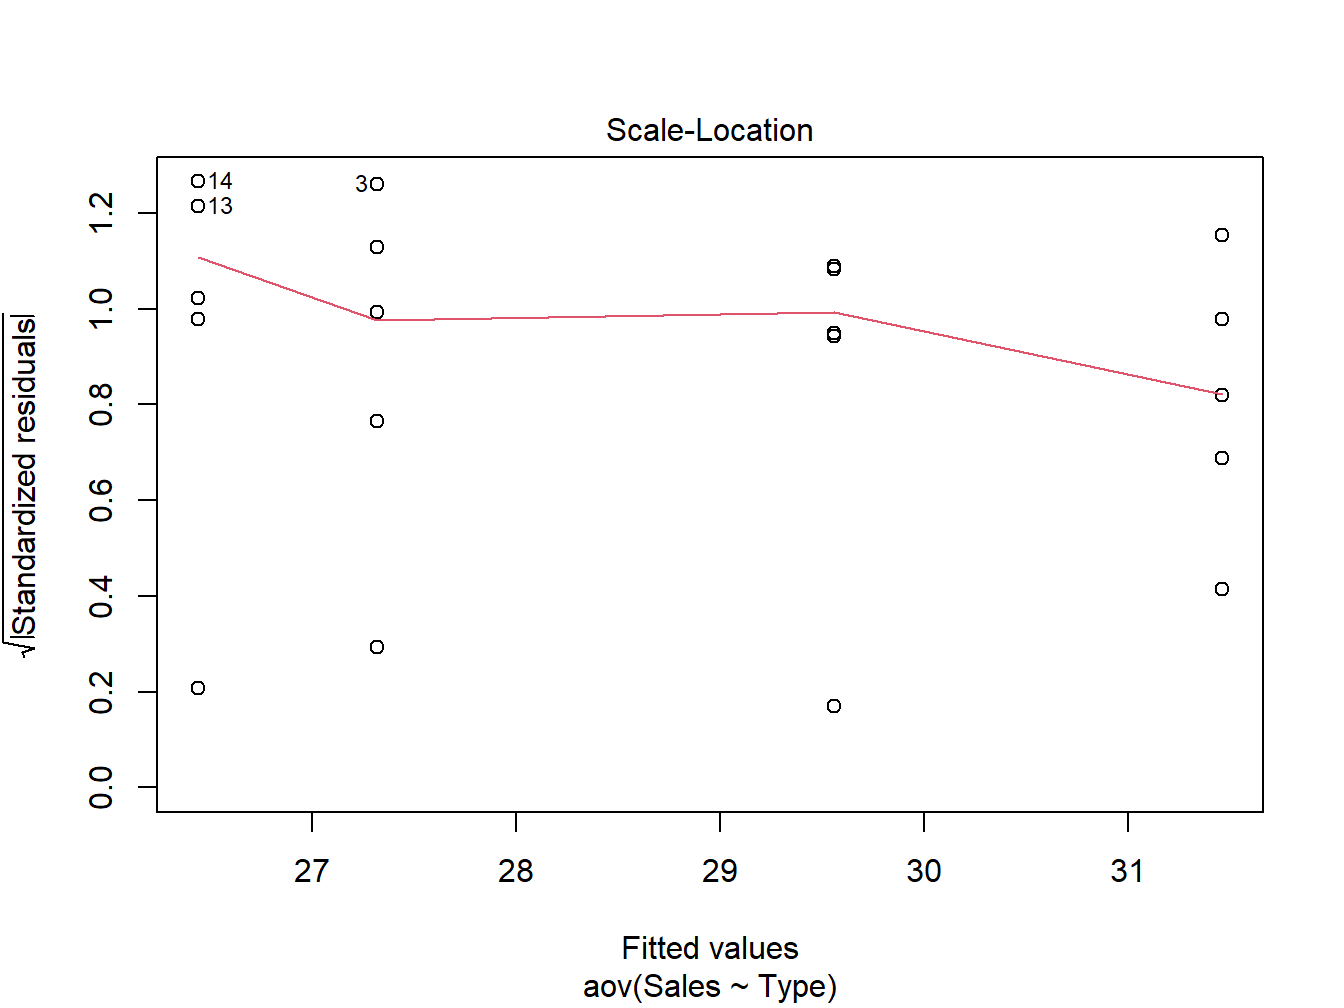 Scale-Location
14
13
3
1.2
1.0
0.8
0.6
0.4
0.2
0.0
√|Standardized residuals|
27 28 29 30 31
Fitted values
aov(Sales ~ Type)